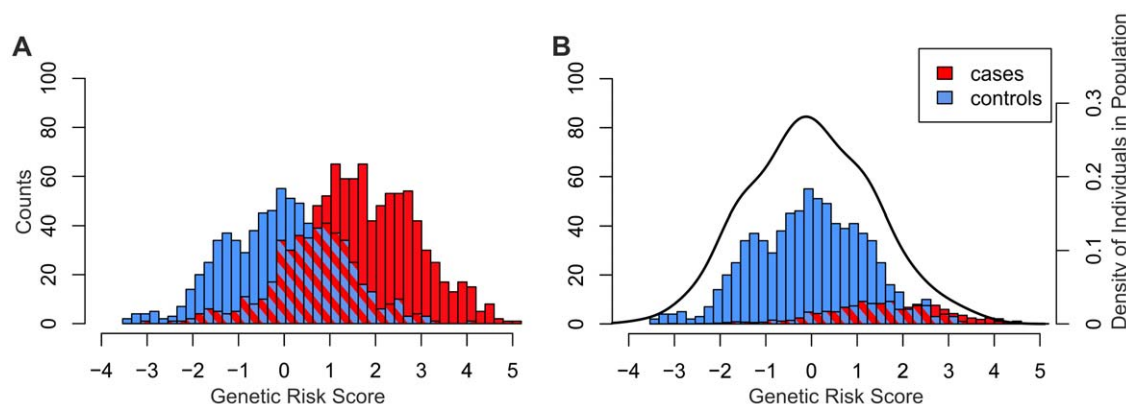 A
Counts
100
80
60
40
20
0
−4 −3 −2 −1 0 1 2 3 4 5
Genetic Risk Score
B
cases
controls
100
80
60
40
20
0
−4 −3 −2 −1 0 1 2 3 4 5
Genetic Risk Score
0.3
0.2
0.1
0
Density of Individuals in Population